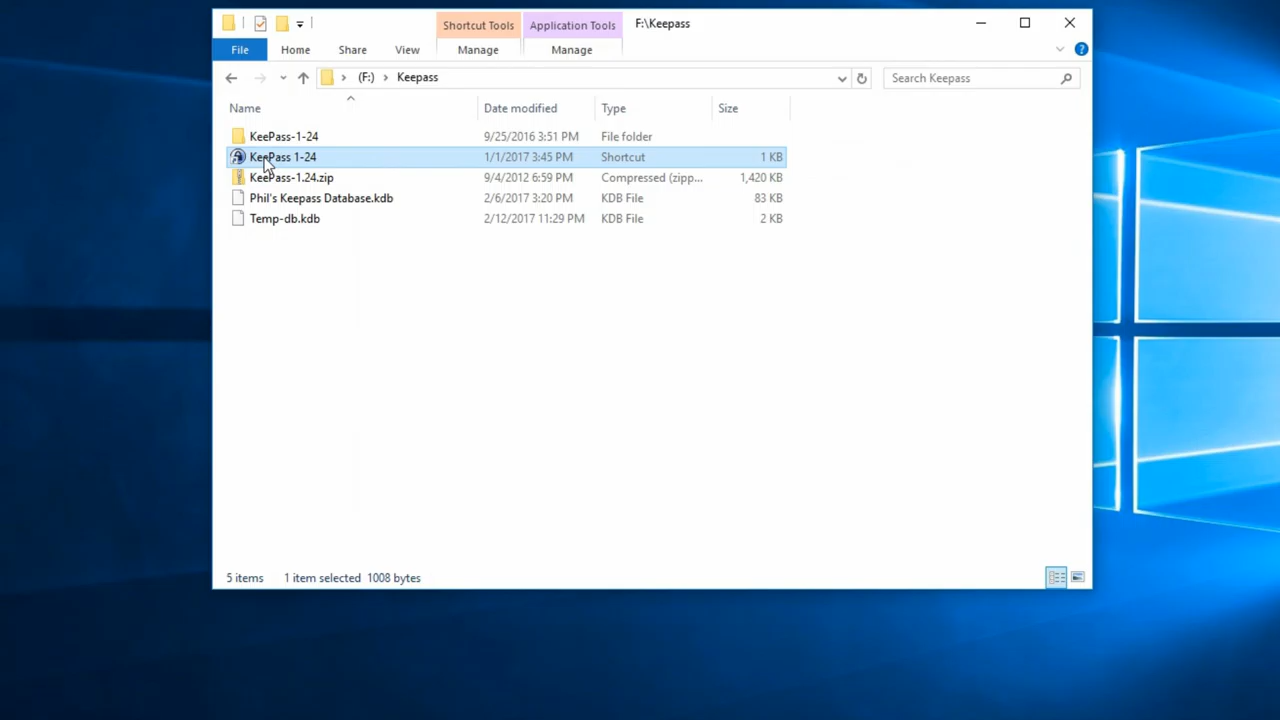 Shortcut Tools Application Tools F:\Keepass
File Home Share View Manage Manage
(F:) Keepass Search Keepass
Name Date modified Type Size
KeePass-1-24 9/25/2016 3:51 PM File folder
KeePass 1-24 1/1/2017 3:45 PM Shortcut 1 KB
KeePass-1.24.zip 9/4/2012 6:59 PM Compressed (zipp... 1,420 KB
Phil's Keepass Database.kdb 2/6/2017 3:20 PM KDB File 83 KB
Temp-db.kdb 2/12/2017 11:29 PM KDB File 2 KB
5 items 1 item selected 1008 bytes